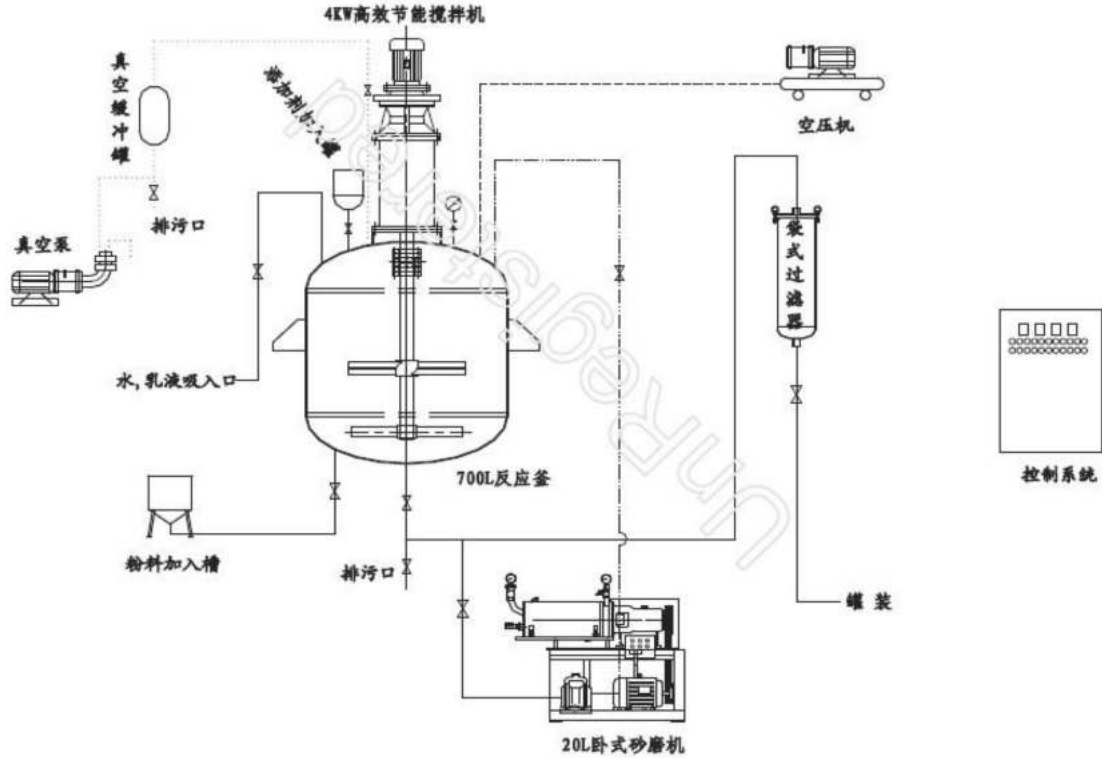 4KW高效节能搅拌机
真空缓冲罐
添加剂加入槽
空压机
排污口
真空泵
袋式过滤器
水,乳液吸入口
700L反应釜
控制系统
粉料加入槽
排污口
罐 装
20L卧式砂磨机
UnRegistered